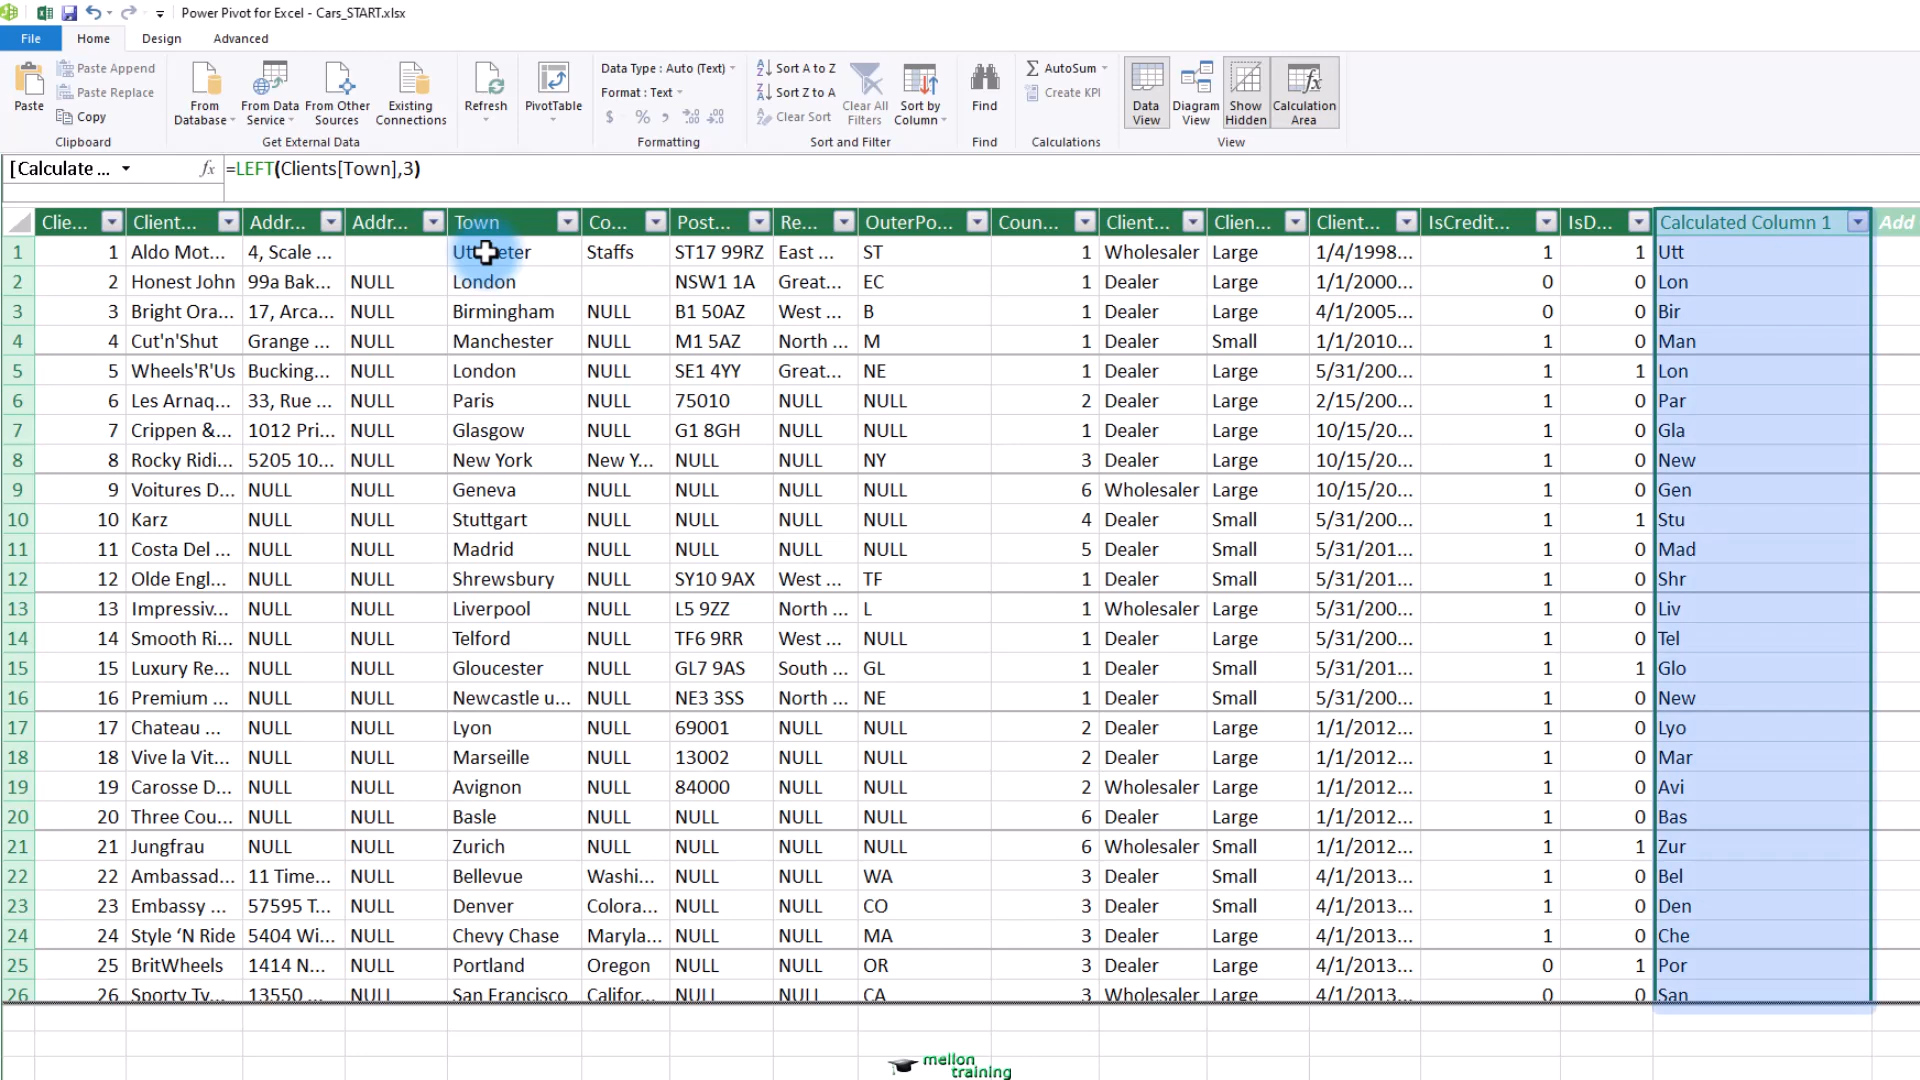 Power Pivot for Excel - Cars_START.xlsx
File Home Design Advanced
Paste
Paste Append
Paste Replace
Copy
Clipboard
From Database
From Data Service
From Other Sources
Existing Connections
Get External Data
Refresh
PivotTable
Data Type : Auto (Text)
Format : Text
$ % ,
Formatting
Sort A to Z
Sort Z to A
Clear Sort
Clear All Filters
Sort by Column
Sort and Filter
Find
Find
AutoSum
Create KPI
Calculations
Data View
Diagram View
Show Hidden
Calculation Area
View
[Calculate ... fx =LEFT(Clients[Town],3)
Clie... Client... Addr... Addr... Town Co... Post... Re... OuterPo... Coun... Client... Clien... Client... IsCredit... IsD... Calculated Column 1 Add
1 1 Aldo Mot... 4, Scale ... Staffs ST17 99RZ East ... ST 1 Wholesaler Large 1/4/1998... 1 1 Utt
2 2 Honest John 99a Bak... NULL London NSW1 1A Great... EC 1 Dealer Large 1/1/2000... 0 0 Lon
3 3 Bright Ora... 17, Arca... NULL Birmingham NULL B1 50AZ West ... B 1 Dealer Large 4/1/2005... 0 0 Bir
4 4 Cut'n'Shut Grange ... NULL Manchester NULL M1 5AZ North ... M 1 Dealer Small 1/1/2010... 1 0 Man
5 5 Wheels'R'Us Bucking... NULL London NULL SE1 4YY Great... NE 1 Dealer Large 5/31/200... 1 1 Lon
6 6 Les Arnaq... 33, Rue ... NULL Paris NULL 75010 NULL NULL 2 Dealer Large 2/15/200... 1 0 Par
7 7 Crippen &... 1012 Pri... NULL Glasgow NULL G1 8GH NULL NULL 1 Dealer Large 10/15/20... 1 0 Gla
8 8 Rocky Ridi... 5205 10... NULL New York New Y... NULL NULL NY 3 Dealer Large 10/15/20... 1 0 New
9 9 Voitures D... NULL NULL Geneva NULL NULL NULL NULL 6 Wholesaler Large 10/15/20... 1 0 Gen
10 10 Karz NULL NULL Stuttgart NULL NULL NULL NULL 4 Dealer Small 5/31/200... 1 1 Stu
11 11 Costa Del ... NULL NULL Madrid NULL NULL NULL NULL 5 Dealer Small 5/31/201... 1 0 Mad
12 12 Olde Engl... NULL NULL Shrewsbury NULL SY10 9AX West ... TF 1 Dealer Small 5/31/201... 1 0 Shr
13 13 Impressiv... NULL NULL Liverpool NULL L5 9ZZ North ... L 1 Wholesaler Small 5/31/200... 1 0 Liv
14 14 Smooth Ri... NULL NULL Telford NULL TF6 9RR West ... NULL 1 Dealer Large 5/31/200... 1 0 Tel
15 15 Luxury Re... NULL NULL Gloucester NULL GL7 9AS South ... GL 1 Dealer Small 5/31/201... 1 1 Glo
16 16 Premium ... NULL NULL Newcastle u... NULL NE3 3SS North ... NE 1 Dealer Small 5/31/200... 1 0 New
17 17 Chateau ... NULL NULL Lyon NULL 69001 NULL NULL 2 Dealer Large 1/1/2012... 1 0 Lyo
18 18 Vive la Vit... NULL NULL Marseille NULL 13002 NULL NULL 2 Dealer Large 1/1/2012... 1 0 Mar
19 19 Carosse D... NULL NULL Avignon NULL 84000 NULL NULL 2 Wholesaler Large 1/1/2012... 1 0 Avi
20 20 Three Cou... NULL NULL Basle NULL NULL NULL NULL 6 Dealer Large 1/1/2012... 1 0 Bas
21 21 Jungfrau NULL NULL Zurich NULL NULL NULL NULL 6 Wholesaler Small 1/1/2012... 1 1 Zur
22 22 Ambassad... 11 Time... NULL Bellevue Washi... NULL NULL WA 3 Dealer Small 4/1/2013... 1 0 Bel
23 23 Embassy ... 57595 T... NULL Denver Colora... NULL NULL CO 3 Dealer Small 4/1/2013... 1 0 Den
24 24 Style ‘N Ride 5404 Wi... NULL Chevy Chase Maryla... NULL NULL MA 3 Dealer Large 4/1/2013... 1 0 Che
25 25 BritWheels 1414 N... NULL Portland Oregon NULL NULL OR 3 Dealer Large 4/1/2013... 0 1 Por
26 26 Sporty Ty... 13550 ... NULL San Francisco Califor... NULL NULL CA 3 Wholesaler Large 4/1/2013... 0 0 San
mellon
training